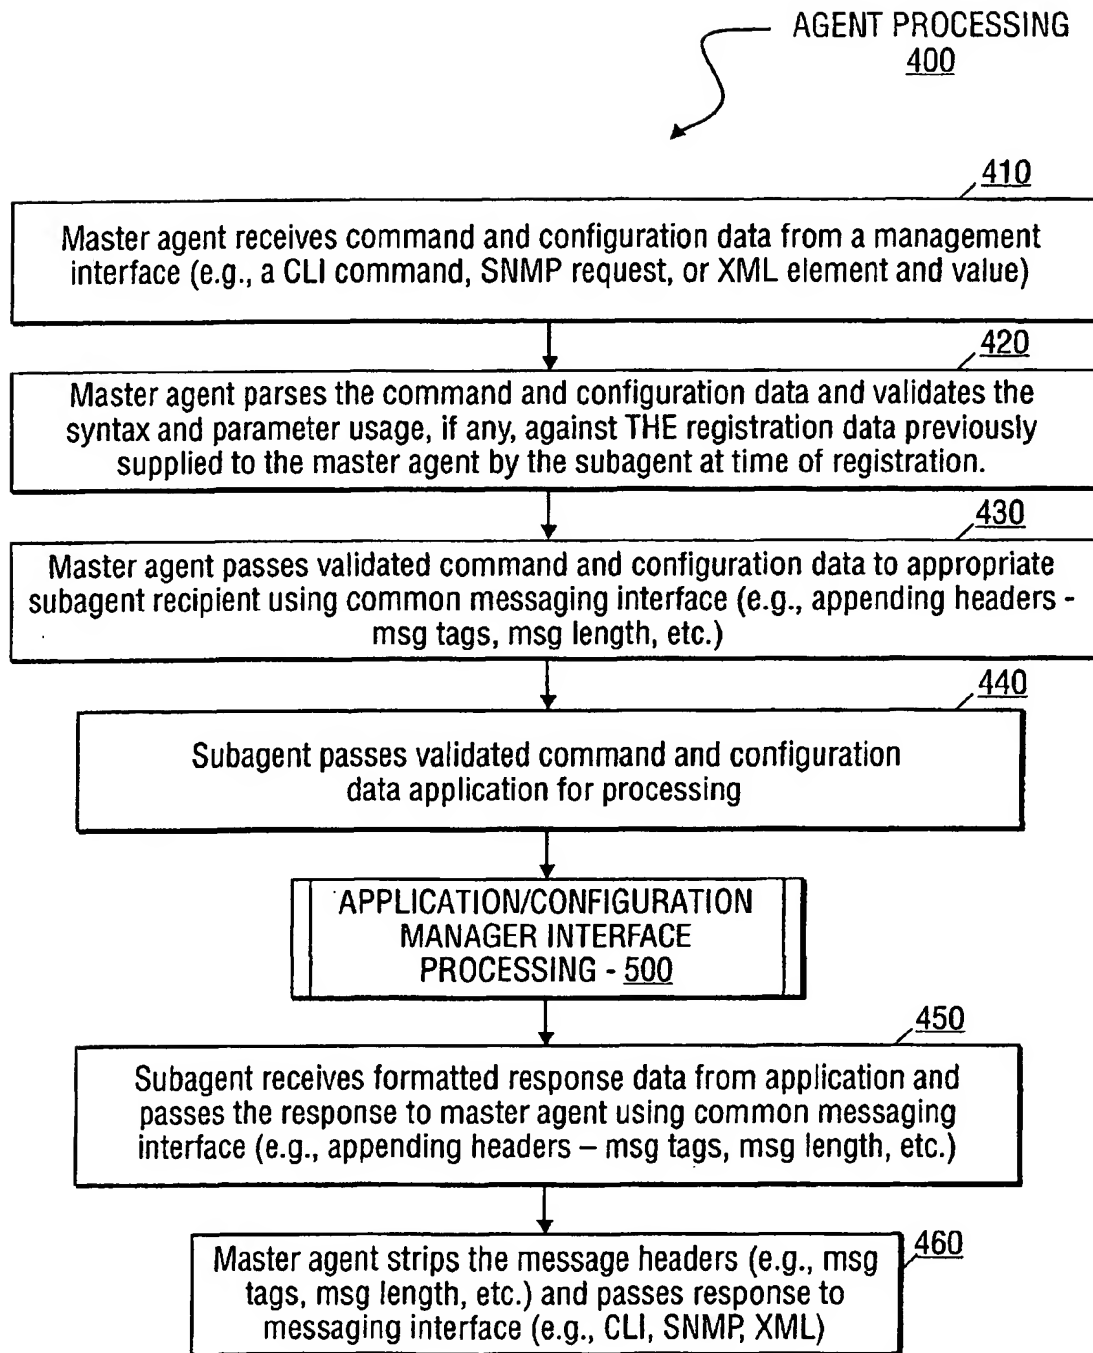 AGENT PROCESSING
400
410
Master agent receives command and configuration data from a management
interface (e.g., a CLI command, SNMP request, or XML element and value)
420
Master agent parses the command and configuration data and validates the
syntax and parameter usage, if any, against THE registration data previously
supplied to the master agent by the subagent at time of registration.
430
Master agent passes validated command and configuration data to appropriate
subagent recipient using common messaging interface (e.g., appending headers -
msg tags, msg length, etc.)
440
Subagent passes validated command and configuration
data application for processing
APPLICATION/CONFIGURATION
MANAGER INTERFACE
PROCESSING - 500
450
Subagent receives formatted response data from application and
passes the response to master agent using common messaging
interface (e.g., appending headers – msg tags, msg length, etc.)
460
Master agent strips the message headers (e.g., msg
tags, msg length, etc.) and passes response to
messaging interface (e.g., CLI, SNMP, XML)